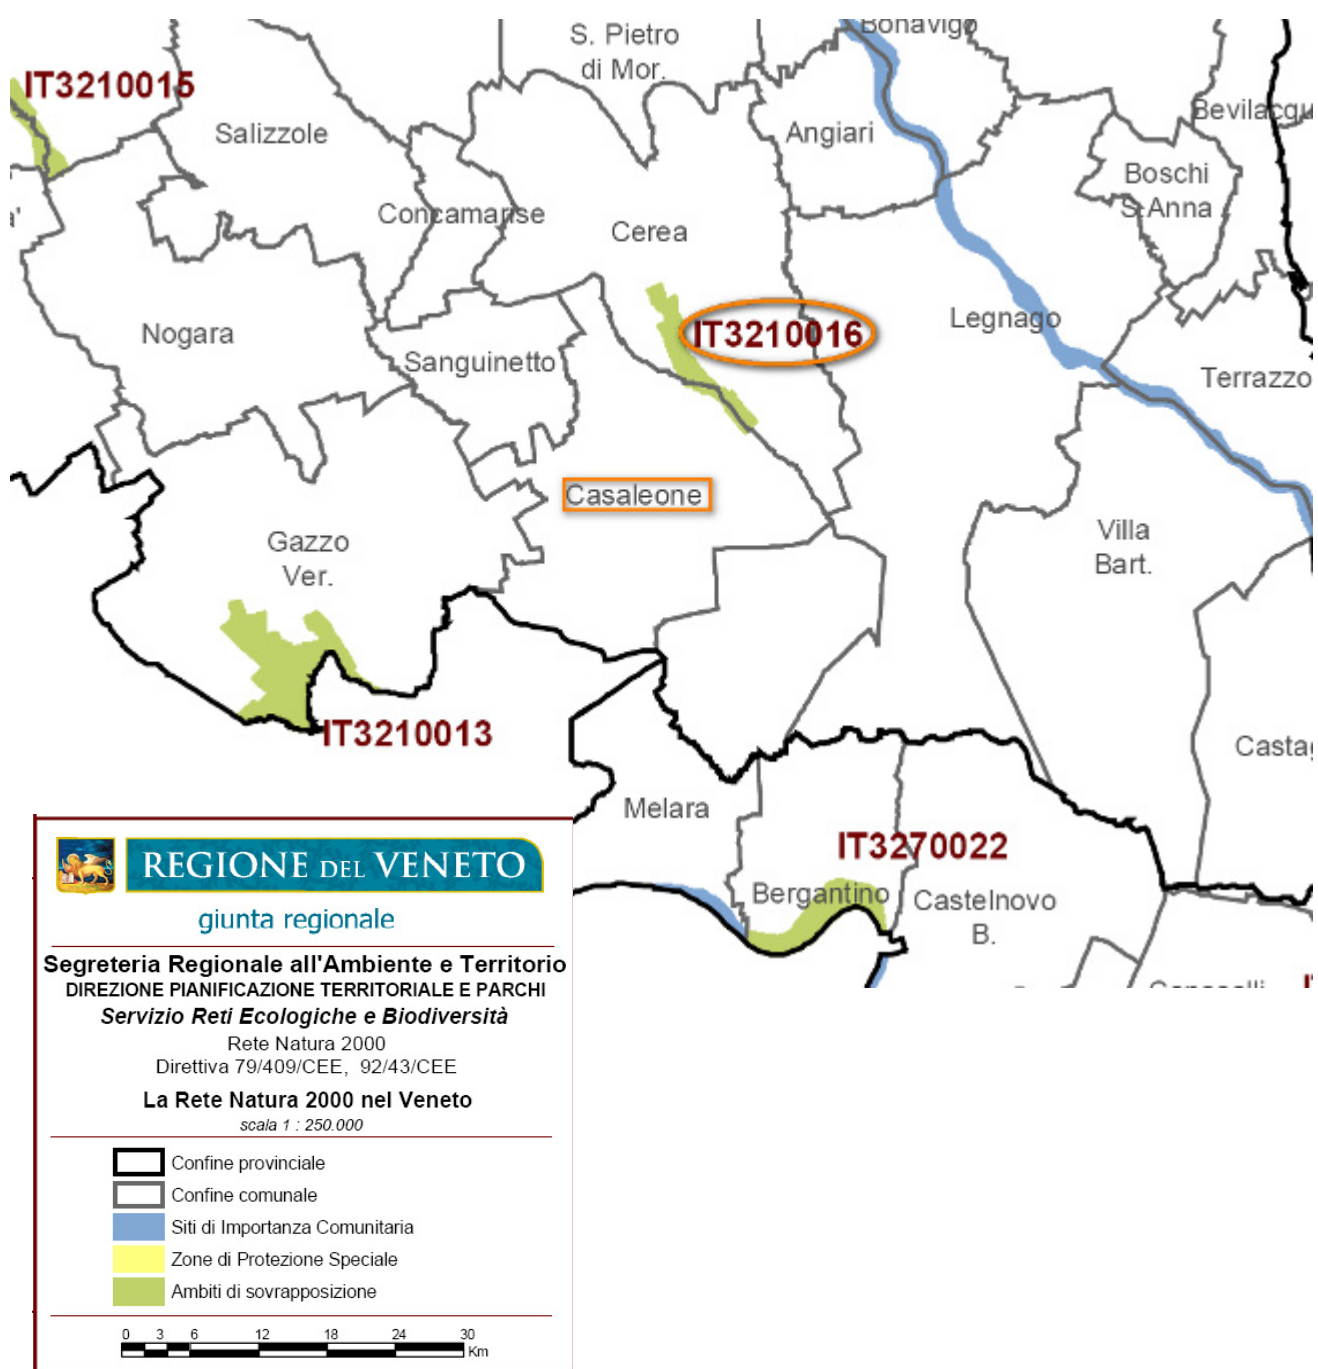 Bonavigo
S. Pietro
di Mor.
IT3210015
Bevilacqu
Salizzole
Angiari
Boschi
S.Anna
a'
Concamarise
Cerea
IT3210016
Legnago
Nogara
Sanguinetto
Terrazzo
Casaleone
Gazzo
Ver.
Villa
Bart.
IT3210013
Casta
Melara
IT3270022
Bergantino
Castelnovo
B.
REGIONE DEL VENETO
giunta regionale
Segreteria Regionale all'Ambiente e Territorio
DIREZIONE PIANIFICAZIONE TERRITORIALE E PARCHI
Servizio Reti Ecologiche e Biodiversità
Rete Natura 2000
Direttiva 79/409/CEE, 92/43/CEE
La Rete Natura 2000 nel Veneto
scala 1 : 250.000
Confine provinciale
Confine comunale
Siti di Importanza Comunitaria
Zone di Protezione Speciale
Ambiti di sovrapposizione
0 3 6 12 18 24 30
Km